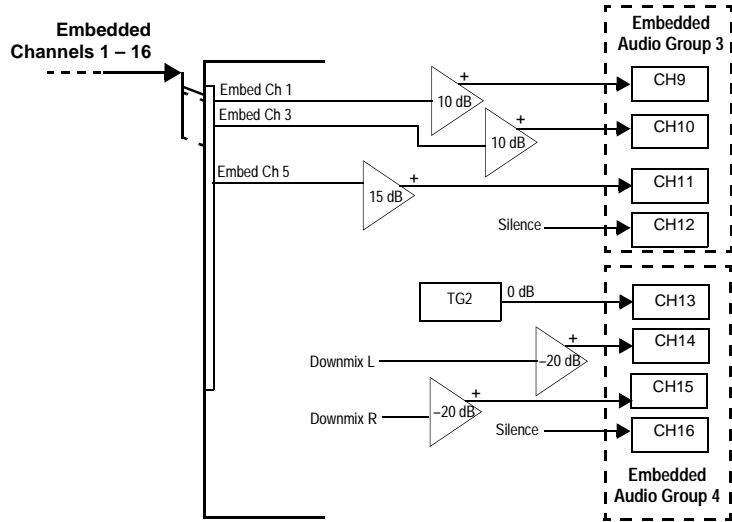 Embedded
Channels 1 – 16
Embedded
Audio Group 3
Embed Ch 1
+
10 dB
CH9
Embed Ch 3
+
10 dB
CH10
Embed Ch 5
+
15 dB
CH11
Silence
CH12
TG2
0 dB
CH13
Downmix L
+
–20 dB
CH14
Downmix R
+
–20 dB
CH15
Silence
CH16
Embedded
Audio Group 4